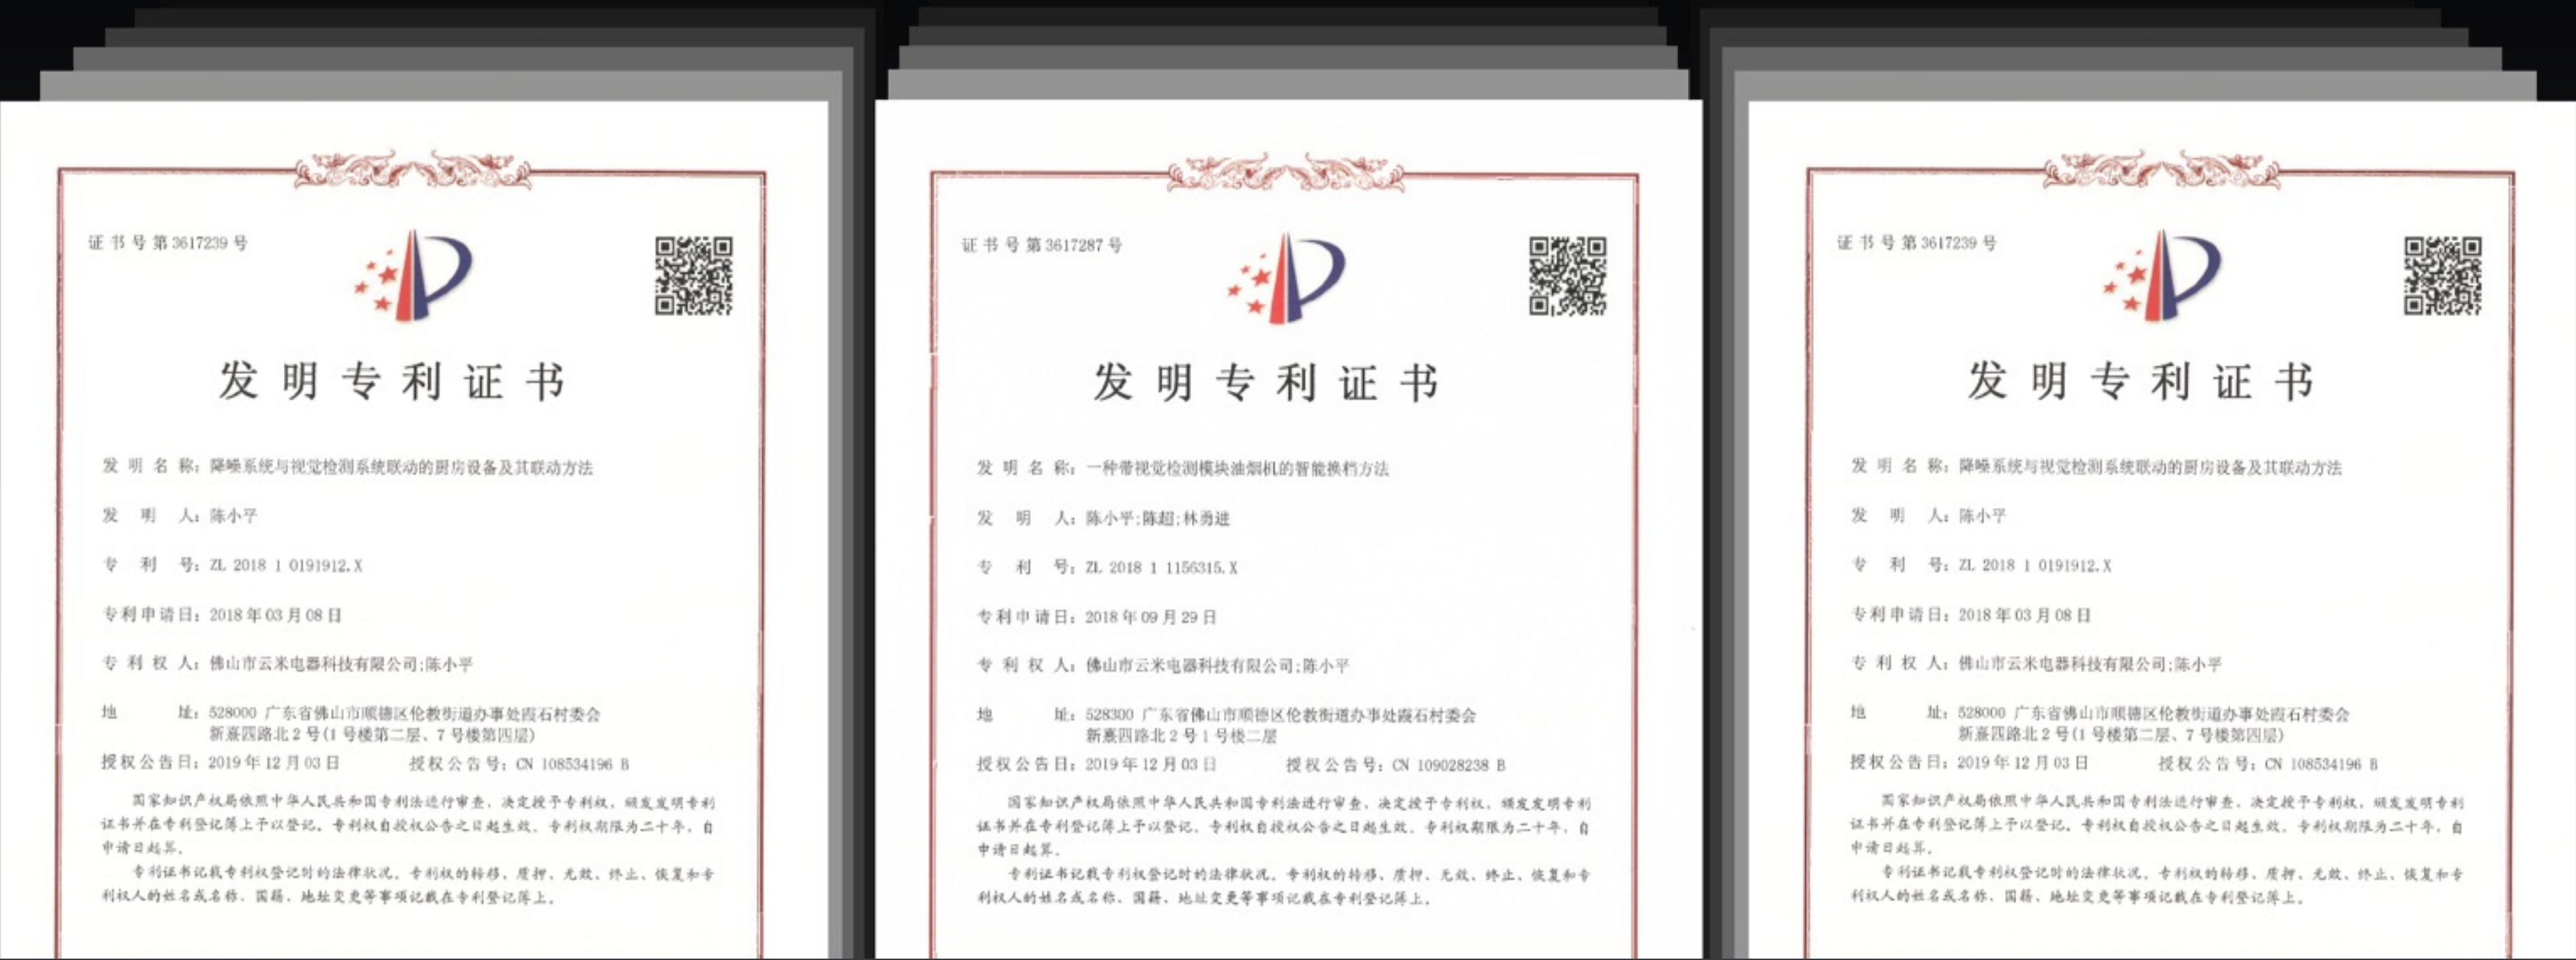 证书号第3617239号
发明专利证书
发明名称：降噪系统与视觉检测系统联动的厨房设备及其联动方法
发明人：陈小平
专利号：ZL 2018 1 0191912.X
专利申请日：2018年03月08日
专利权人：佛山市云米电器科技有限公司;陈小平
地址：528000 广东省佛山市顺德区伦教街道办事处霞石村委会
新熹四路北2号(1号楼第二层、7号楼第四层)
授权公告日：2019年12月03日 授权公告号：CN 108534196 B
国家知识产权局依照中华人民共和国专利法进行审查，决定授予专利权，颁发发明专利
证书并在专利登记簿上予以登记。专利权自授权公告之日起生效。专利权期限为二十年，自
申请日起算。
专利证书记载专利权登记时的法律状况。专利权的转移、质押、无效、终止、恢复和专
利权人的姓名或名称、国籍、地址变更等事项记载在专利登记簿上。
证书号第3617287号
发明专利证书
发明名称：一种带视觉检测模块油烟机的智能换档方法
发明人：陈小平;陈超;林勇进
专利号：ZL 2018 1 1156315.X
专利申请日：2018年09月29日
专利权人：佛山市云米电器科技有限公司;陈小平
地址：528300 广东省佛山市顺德区伦教街道办事处霞石村委会
新熹四路北2号1号楼二层
授权公告日：2019年12月03日 授权公告号：CN 109028238 B
国家知识产权局依照中华人民共和国专利法进行审查，决定授予专利权，颁发发明专利
证书并在专利登记簿上予以登记。专利权自授权公告之日起生效。专利权期限为二十年，自
申请日起算。
专利证书记载专利权登记时的法律状况。专利权的转移、质押、无效、终止、恢复和专
利权人的姓名或名称、国籍、地址变更等事项记载在专利登记簿上。
证书号第3617239号
发明专利证书
发明名称：降噪系统与视觉检测系统联动的厨房设备及其联动方法
发明人：陈小平
专利号：ZL 2018 1 0191912.X
专利申请日：2018年03月08日
专利权人：佛山市云米电器科技有限公司;陈小平
地址：528000 广东省佛山市顺德区伦教街道办事处霞石村委会
新熹四路北2号(1号楼第二层、7号楼第四层)
授权公告日：2019年12月03日 授权公告号：CN 108534196 B
国家知识产权局依照中华人民共和国专利法进行审查，决定授予专利权，颁发发明专利
证书并在专利登记簿上予以登记。专利权自授权公告之日起生效。专利权期限为二十年，自
申请日起算。
专利证书记载专利权登记时的法律状况。专利权的转移、质押、无效、终止、恢复和专
利权人的姓名或名称、国籍、地址变更等事项记载在专利登记簿上。